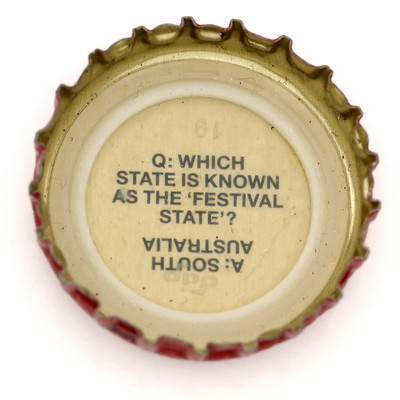 Q: WHICH
STATE IS KNOWN
AS THE 'FESTIVAL
STATE'?
A: SOUTH
AUSTRALIA